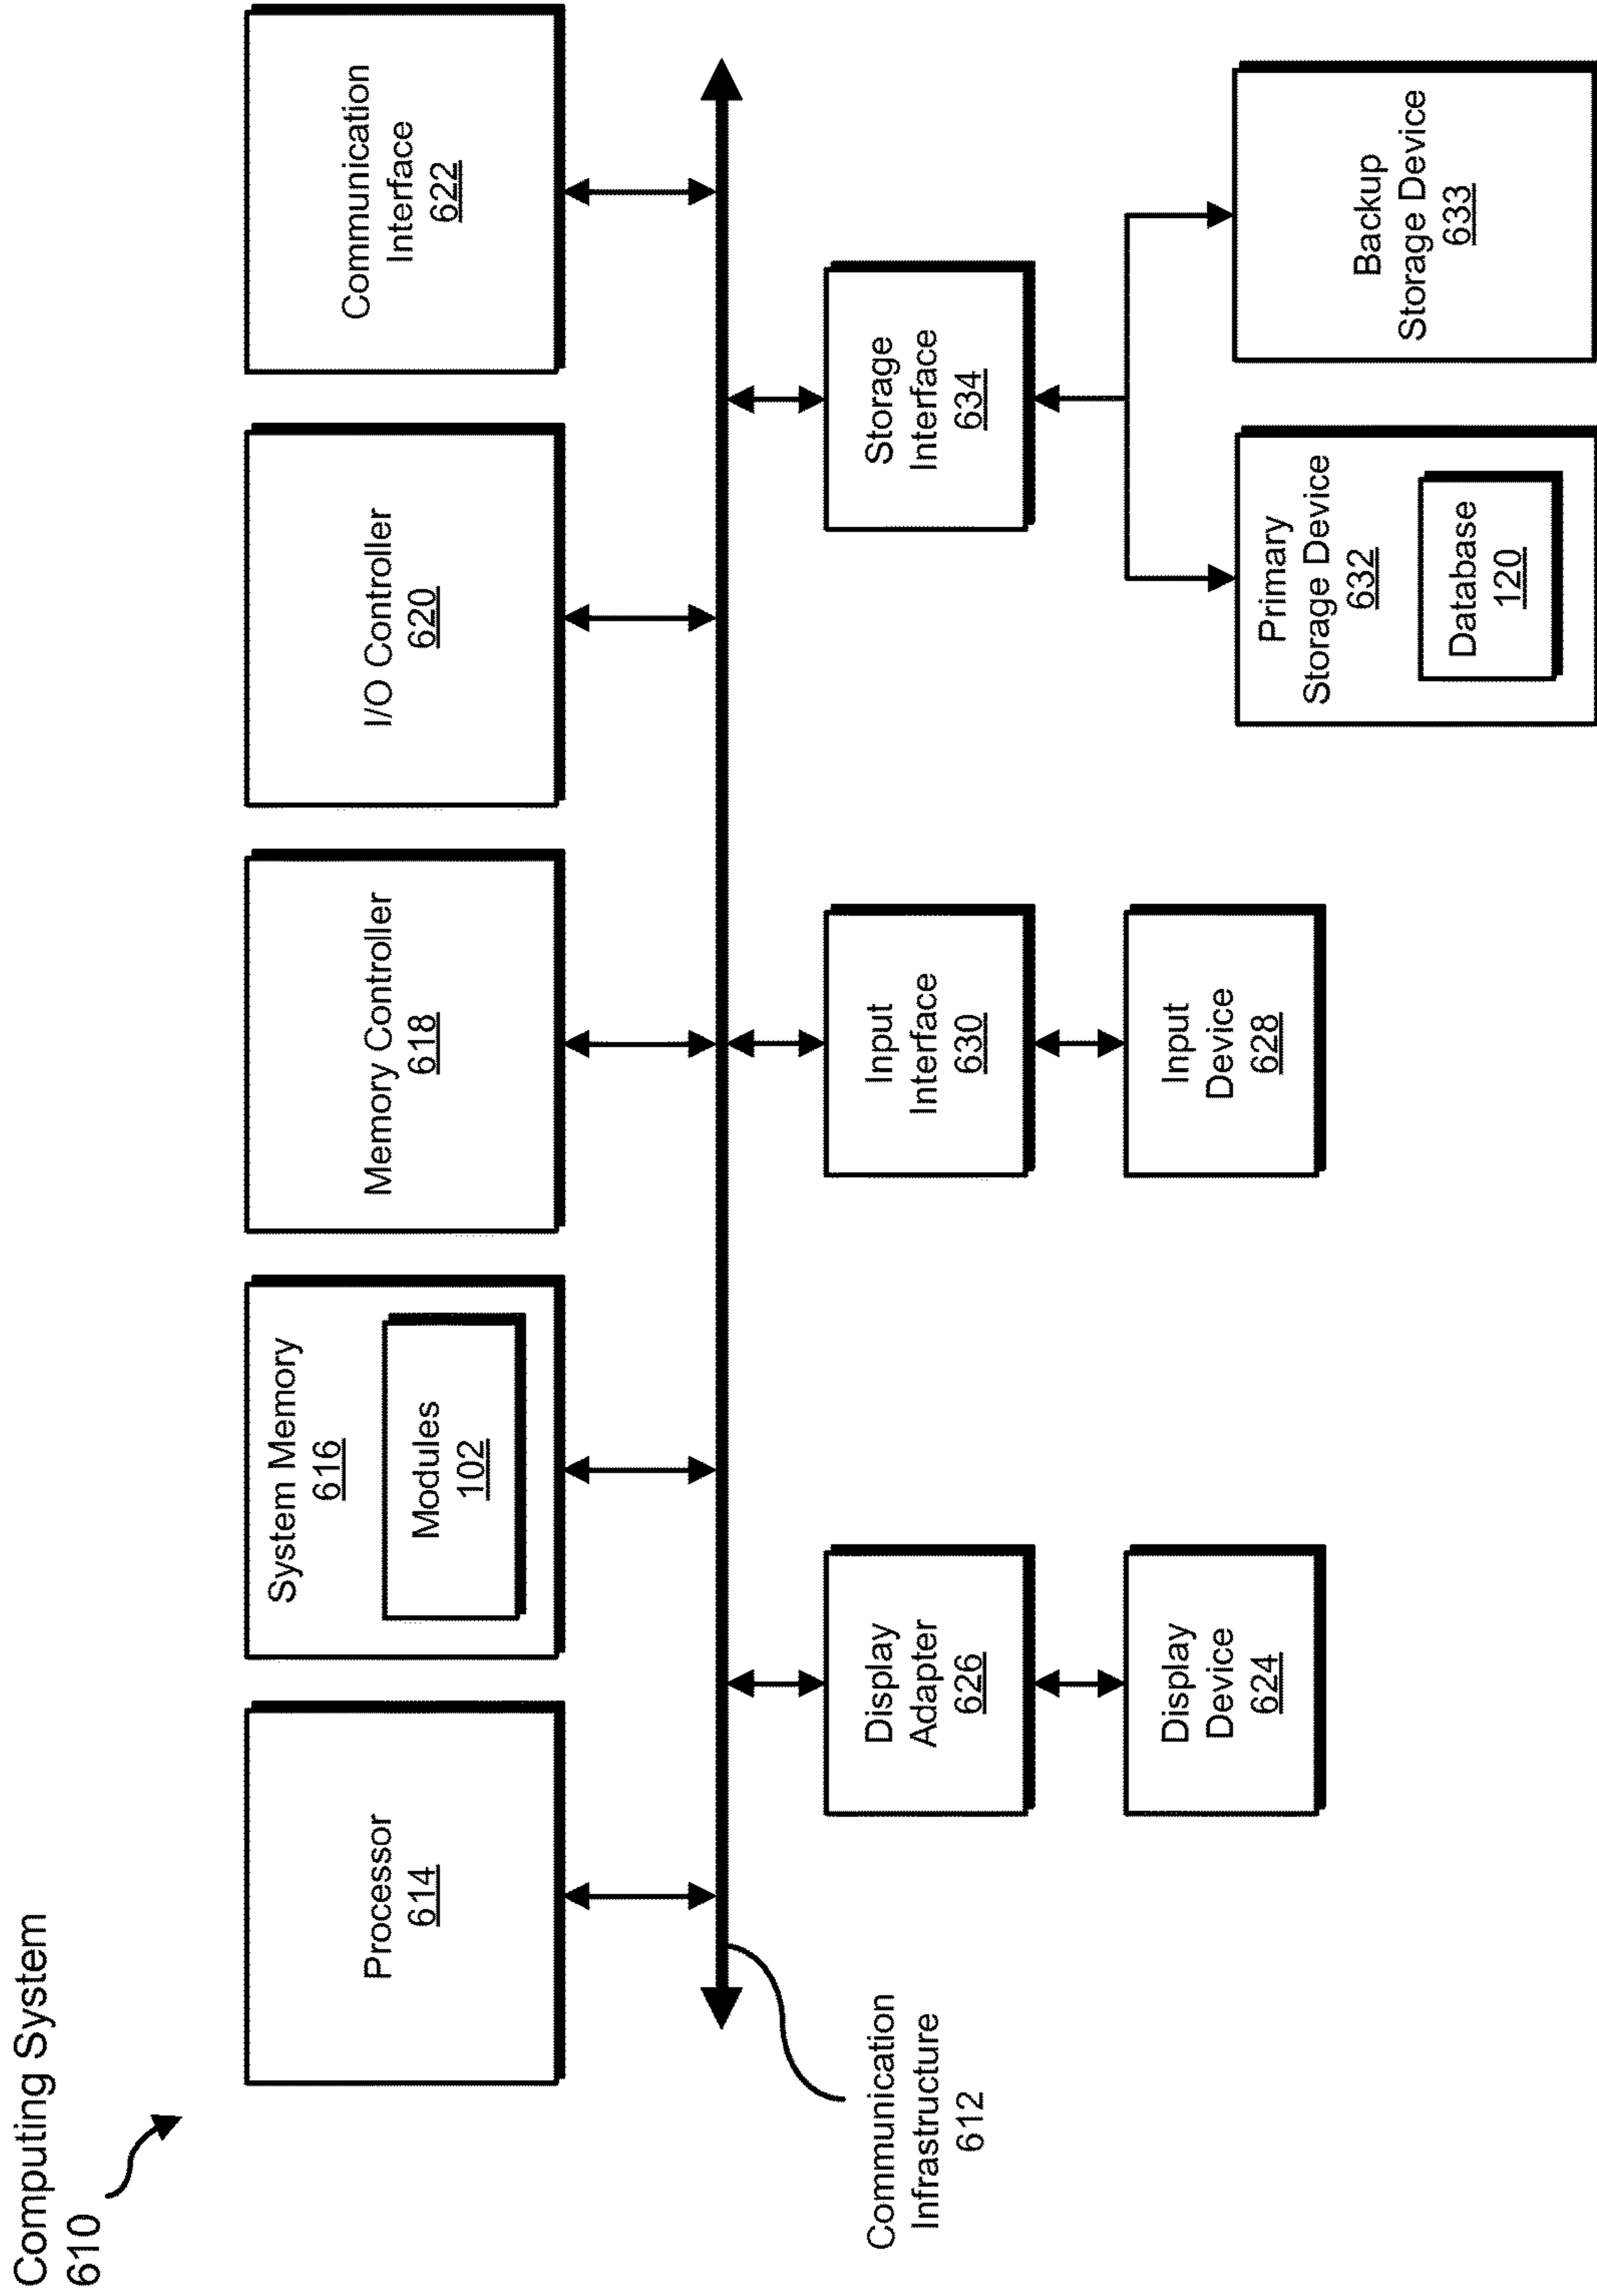 Computing System
610
Processor
614
System Memory
616
Modules
102
Memory Controller
618
I/O Controller
620
Communication
Interface
622
Communication
Infrastructure
612
Display
Adapter
626
Input
Interface
630
Storage
Interface
634
Display
Device
624
Input
Device
628
Primary
Storage Device
632
Database
120
Backup
Storage Device
633